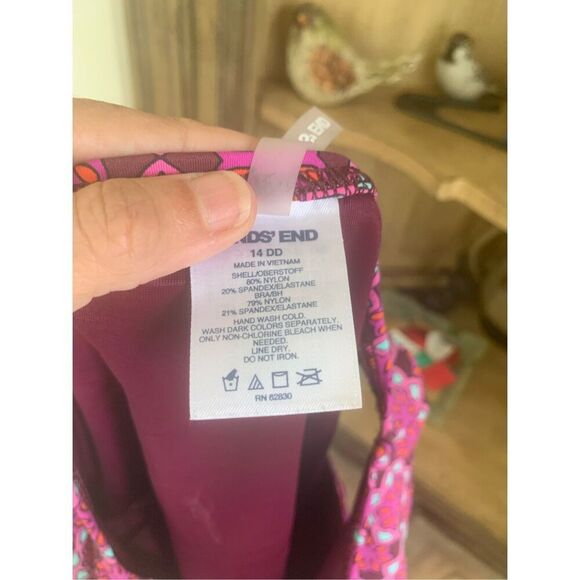 END
NDS' END
14 DD
MADE IN VIETNAM
SHELL/OBERSTOFF
80% NYLON
20% SPANDEX/ELASTANE
BRA/BH
79% NYLON
21% SPANDEX/ELASTANE
HAND WASH COLD.
WASH DARK COLORS SEPARATELY.
ONLY NON-CHLORINE BLEACH WHEN
NEEDED.
LINE DRY.
DO NOT IRON.
RN 62830